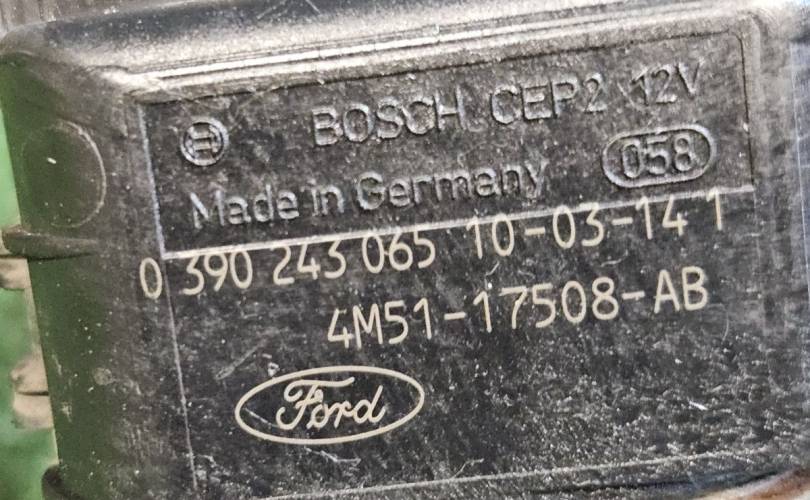 BOSCH CEP2 12V
Made in Germany 058
0 390 243 065 10-03-14 1
4M51-17508-AB
Ford